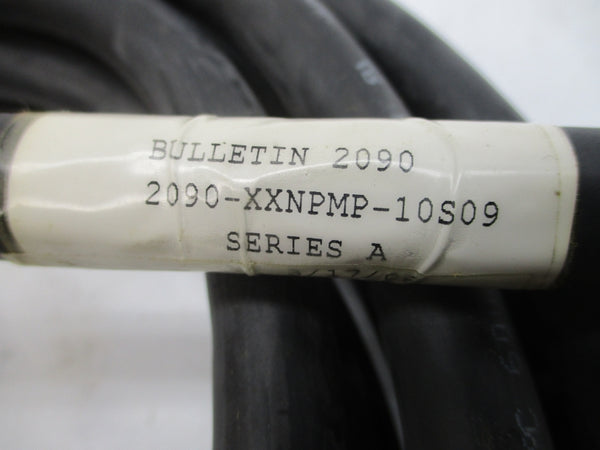 BULLETIN 2090
2090-XXNPMP-10S09
SERIES A